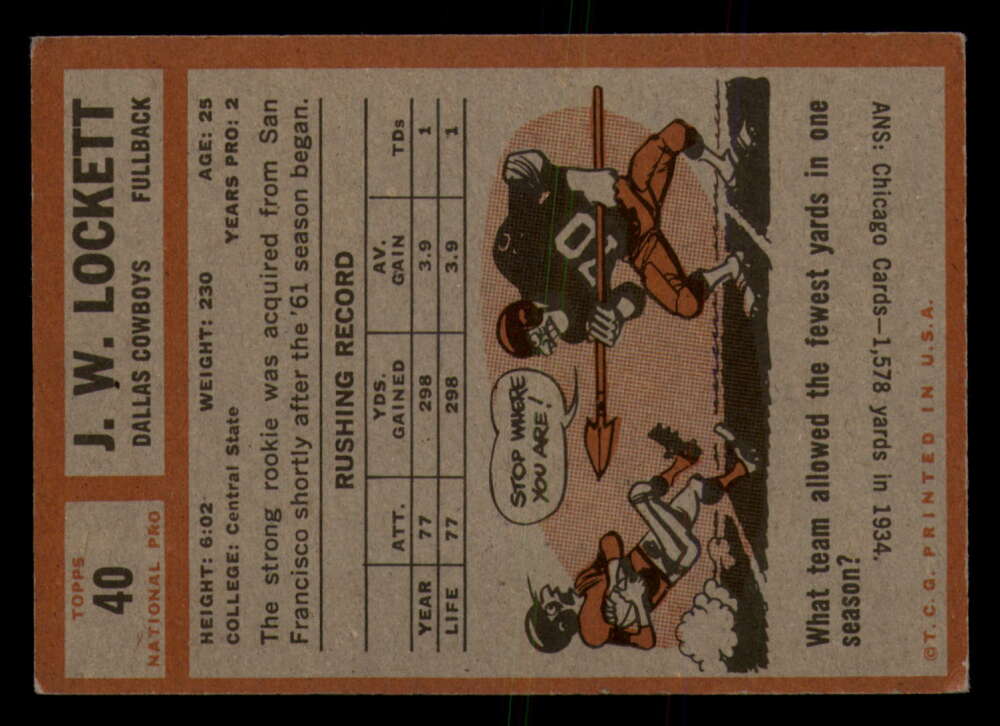 TOPPS
40
NATIONAL PRO
J. W. LOCKETT
DALLAS COWBOYS FULLBACK
HEIGHT: 6:02 WEIGHT: 230 AGE: 25
COLLEGE: Central State YEARS PRO: 2
The strong rookie was acquired from San
Francisco shortly after the '61 season began.
RUSHING RECORD
ATT. YDS. GAINED AV. GAIN TDs
YEAR 77 298 3.9 1
LIFE 77 298 3.9 1
STOP WHERE
YOU ARE!
70
What team allowed the fewest yards in one
season?
ANS: Chicago Cards—1,578 yards in 1934.
©T. C. G. PRINTED IN U.S.A.